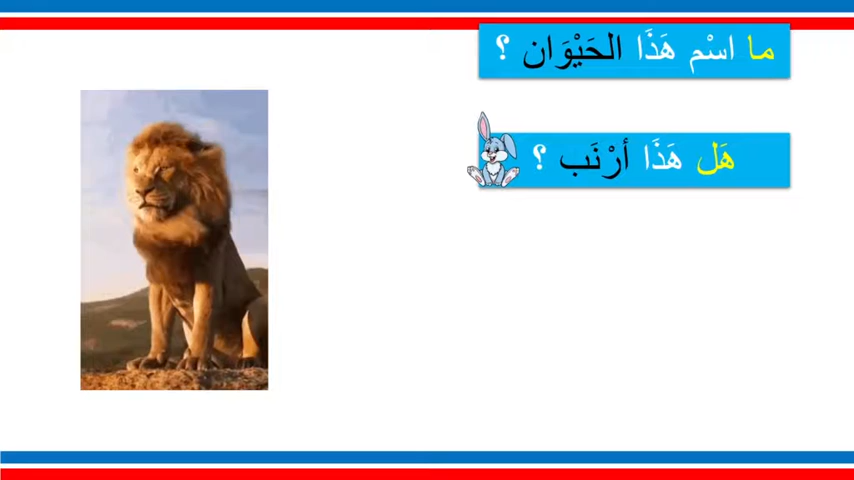 ما اسْم هَذَا الحَيْوَان ؟
هَل هَذَا أرْنَب ؟